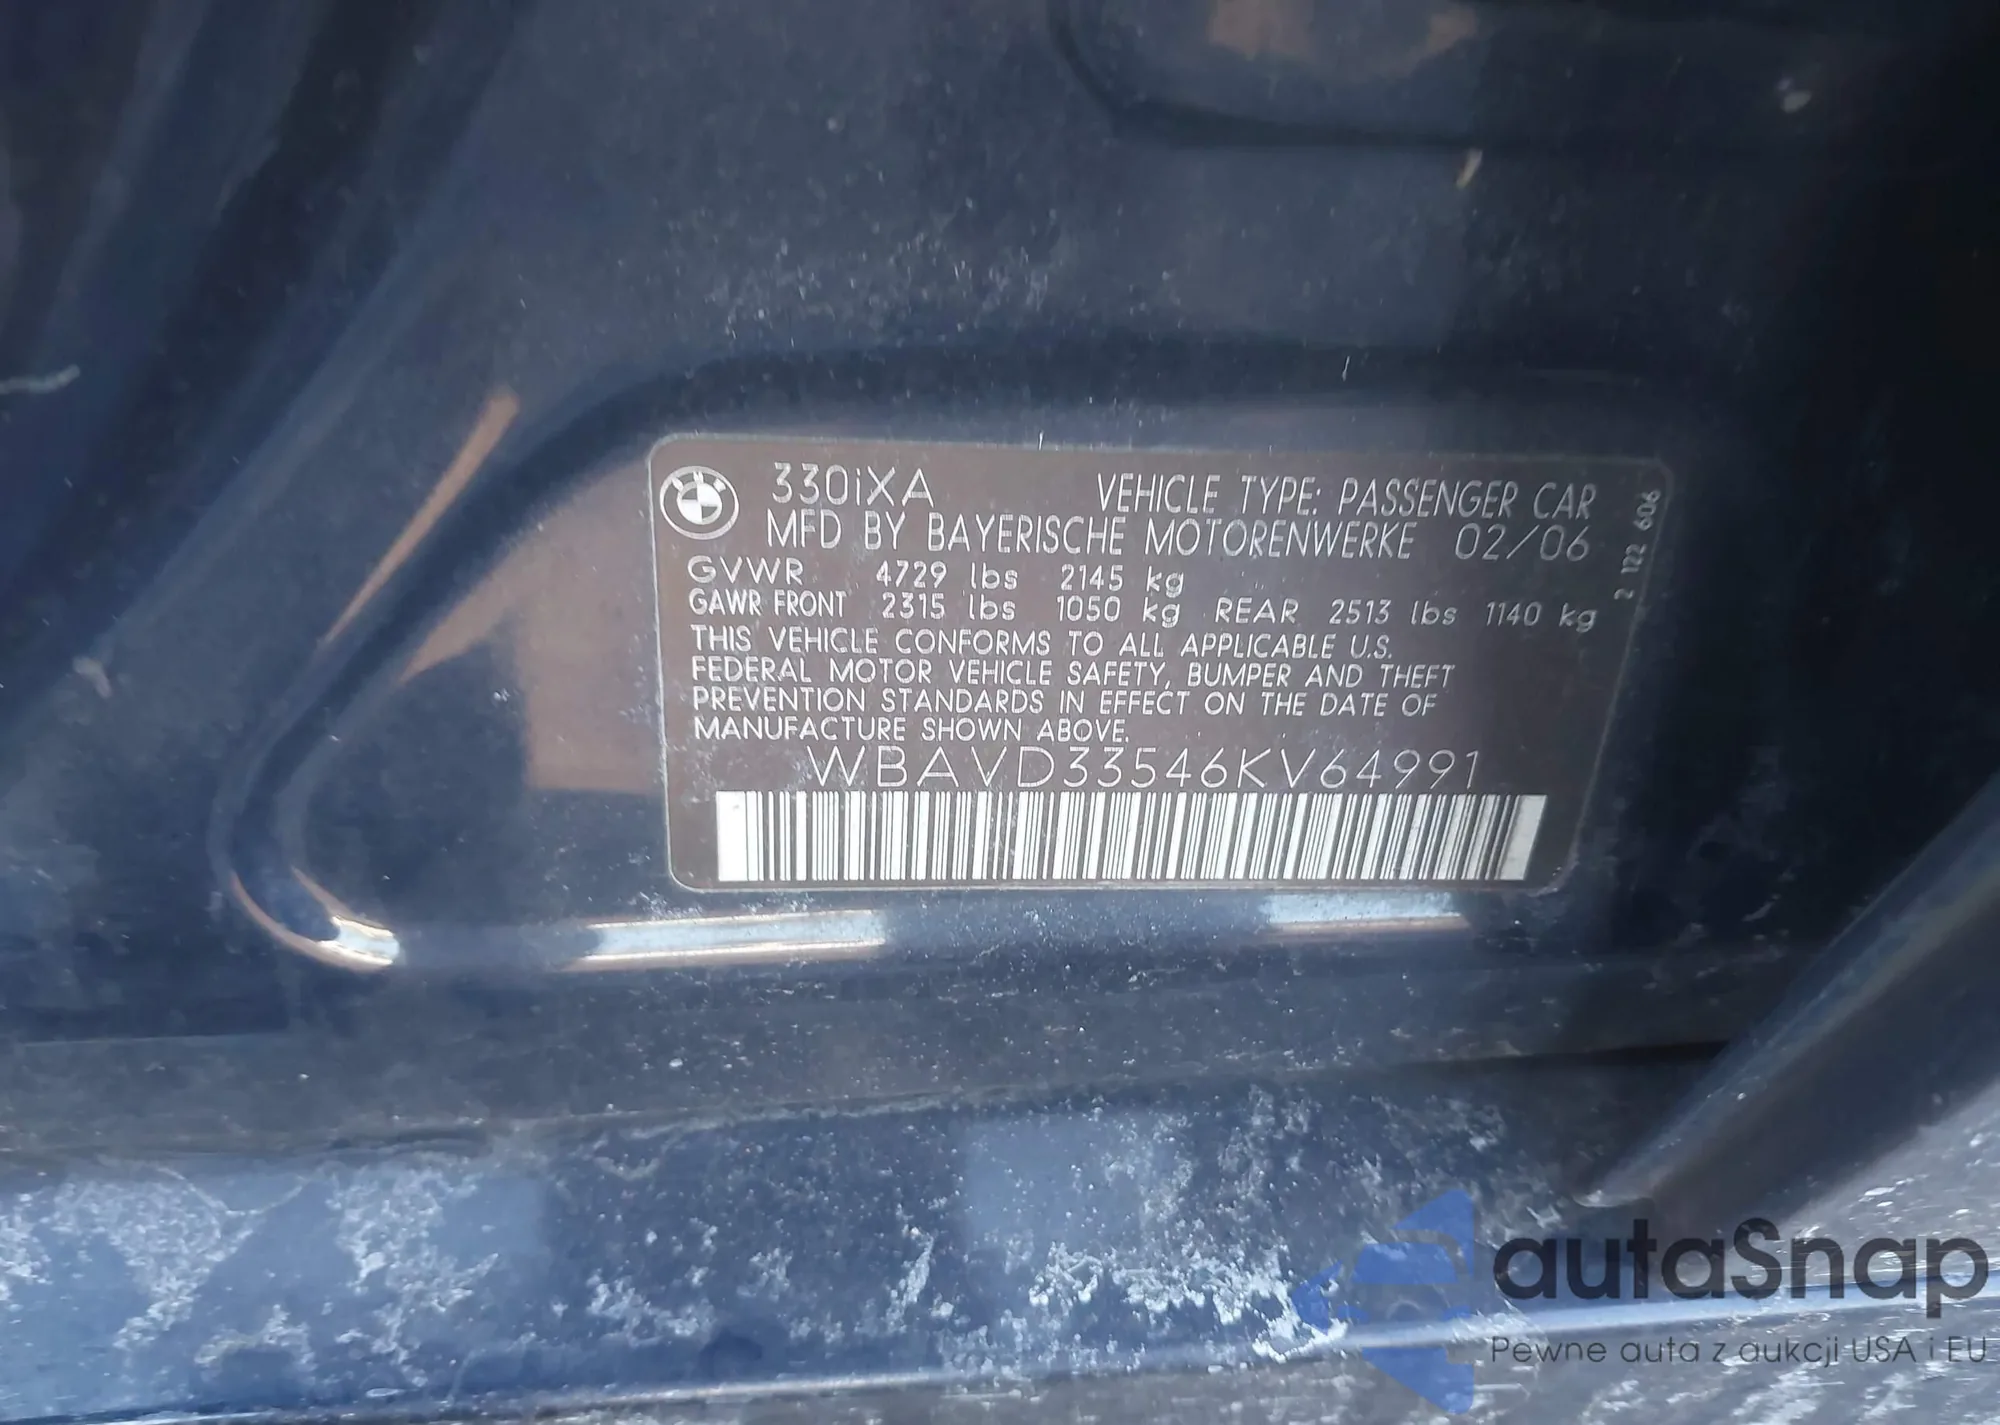 330iXA VEHICLE TYPE: PASSENGER CAR
MFD BY BAYERISCHE MOTORENWERKE 02/06
GVWR 4729 lbs 2145 kg
GAWR FRONT 2315 lbs 1050 kg REAR 2513 lbs 1140 kg
THIS VEHICLE CONFORMS TO ALL APPLICABLE U.S.
FEDERAL MOTOR VEHICLE SAFETY, BUMPER AND THEFT
PREVENTION STANDARDS IN EFFECT ON THE DATE OF
MANUFACTURE SHOWN ABOVE.
WBAVD33546KV64991
2 122 606
autaSnap
Pewne auta z aukcji USA i EU